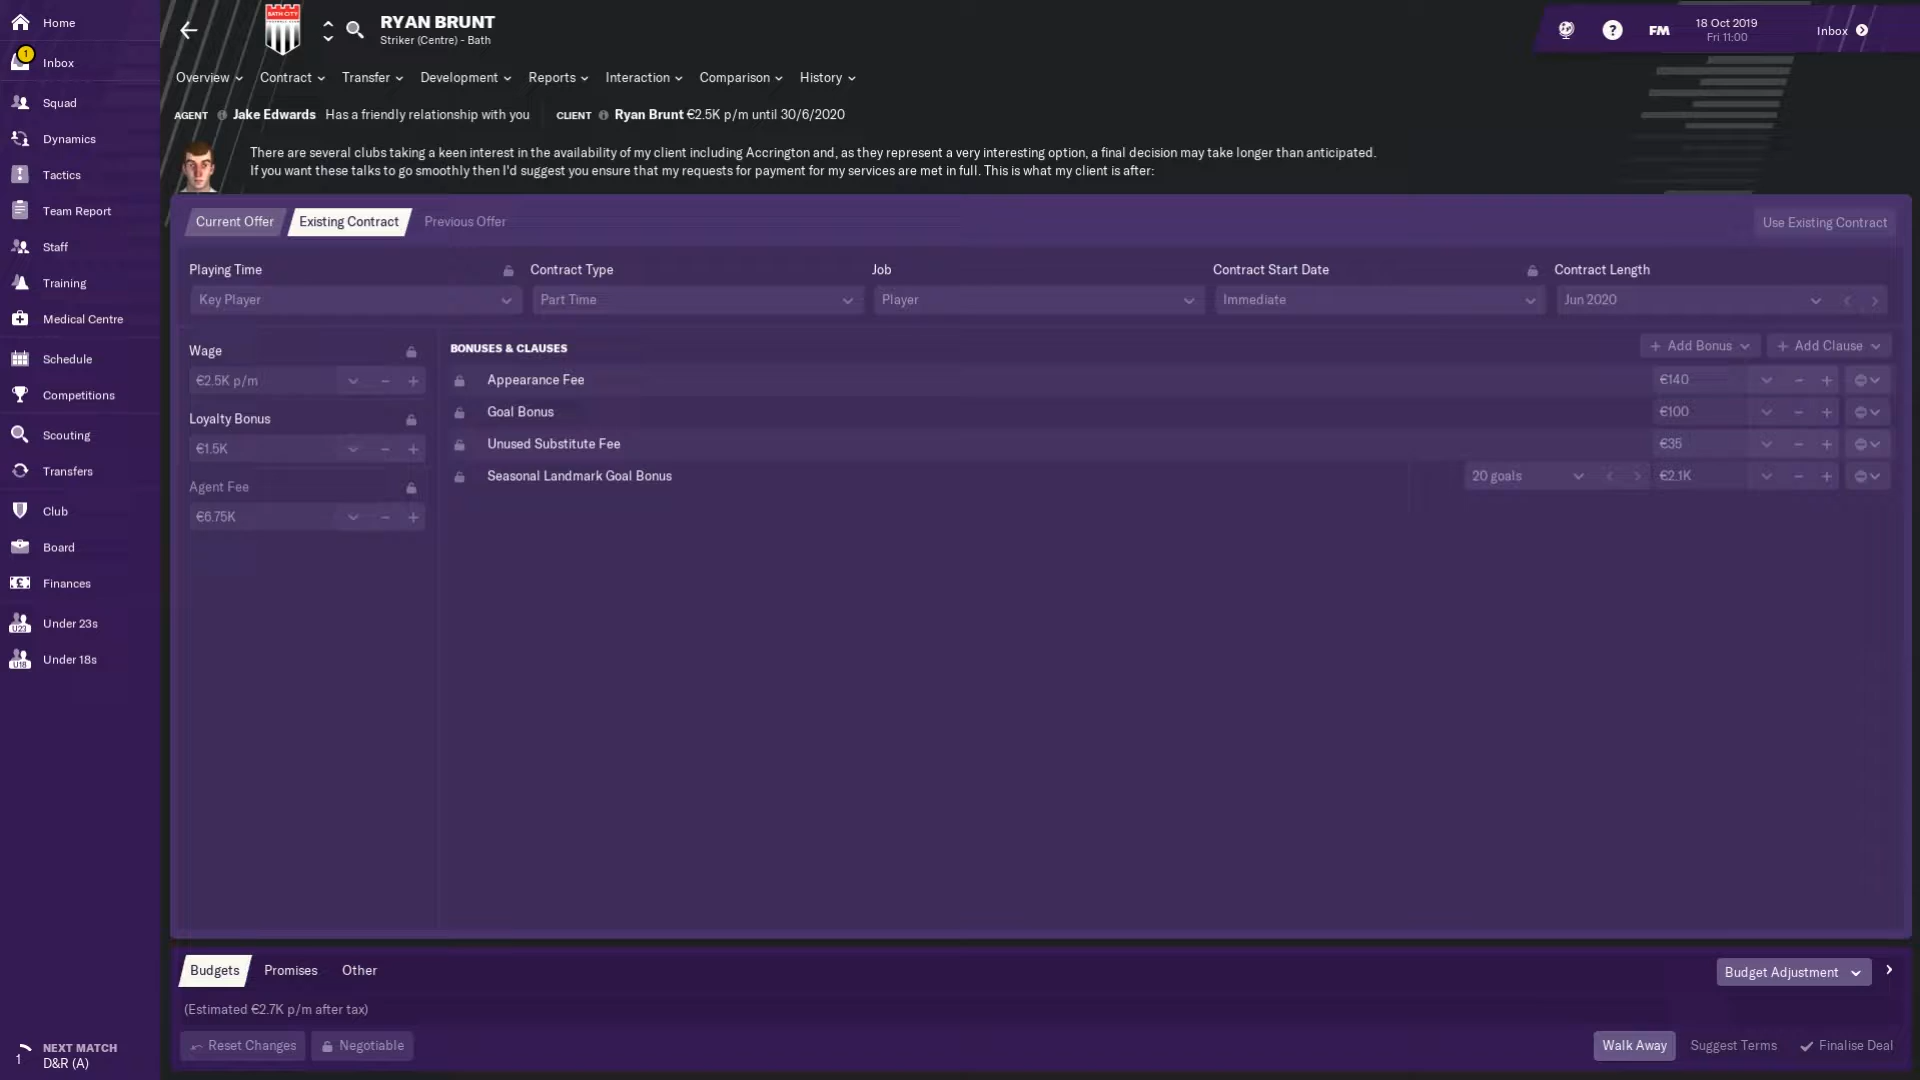 Home
1
Inbox
Squad
Dynamics
Tactics
Team Report
Staff
Training
Medical Centre
Schedule
Competitions
Scouting
Transfers
Club
Board
Finances
U23
Under 23s
U18
Under 18s
1
NEXT MATCH
D&R (A)
BATH CITY
RYAN BRUNT
Striker (Centre) - Bath
FM
18 Oct 2019
Fri 11:00
Inbox
Overview Contract Transfer Development Reports Interaction Comparison History
AGENT Jake Edwards Has a friendly relationship with you CLIENT Ryan Brunt €2.5K p/m until 30/6/2020
There are several clubs taking a keen interest in the availability of my client including Accrington and, as they represent a very interesting option, a final decision may take longer than anticipated.
If you want these talks to go smoothly then I'd suggest you ensure that my requests for payment for my services are met in full. This is what my client is after:
Current Offer Existing Contract Previous Offer Use Existing Contract
Playing Time Contract Type Job Contract Start Date Contract Length
Key Player Part Time Player Immediate Jun 2020
Wage
€2.5K p/m
Loyalty Bonus
€1.5K
Agent Fee
€6.75K
BONUSES & CLAUSES + Add Bonus + Add Clause
Appearance Fee €140
Goal Bonus €100
Unused Substitute Fee €35
Seasonal Landmark Goal Bonus 20 goals €2.1K
Budgets Promises Other Budget Adjustment
(Estimated €2.7K p/m after tax)
Reset Changes Negotiable Walk Away Suggest Terms Finalise Deal